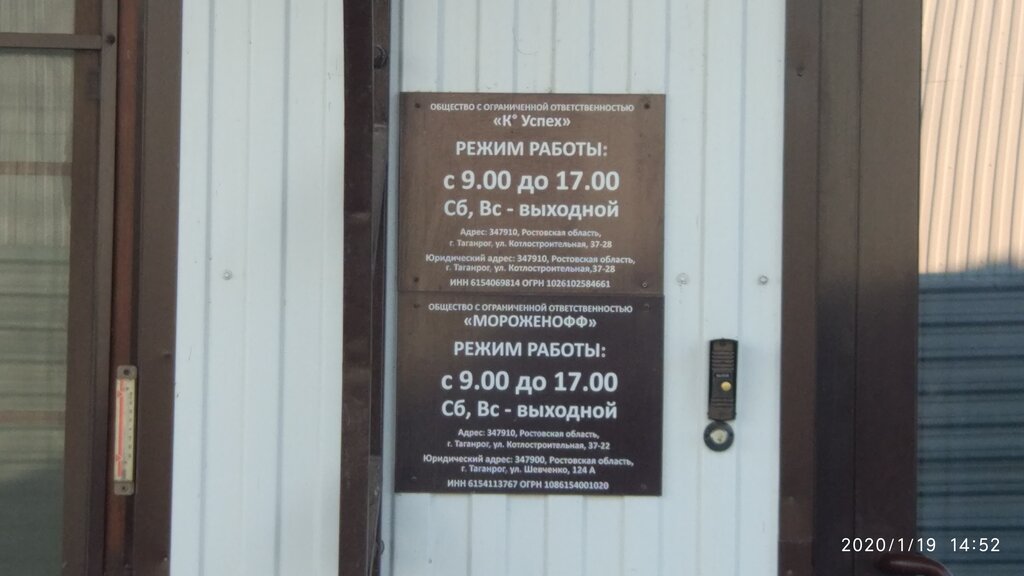 ОБЩЕСТВО С ОГРАНИЧЕННОЙ ОТВЕТСТВЕННОСТЬЮ
«К° Успех»
РЕЖИМ РАБОТЫ:
с 9.00 до 17.00
Сб, Вс - выходной
Адрес: 347910, Ростовская область,
г. Таганрог, ул. Котлостроительная, 37-28
Юридический адрес: 347910, Ростовская область,
г. Таганрог, ул. Котлостроительная,37-28
ИНН 6154069814 ОГРН 1026102584661
ОБЩЕСТВО С ОГРАНИЧЕННОЙ ОТВЕТСТВЕННОСТЬЮ
«МОРОЖЕНОФФ»
РЕЖИМ РАБОТЫ:
с 9.00 до 17.00
Сб, Вс - выходной
Адрес: 347910, Ростовская область,
г. Таганрог, ул. Котлостроительная, 37-22
Юридический адрес: 347900, Ростовская область,
г. Таганрог, ул. Шевченко, 124 А
ИНН 6154113767 ОГРН 1086154001020
2020/1/19 14:52